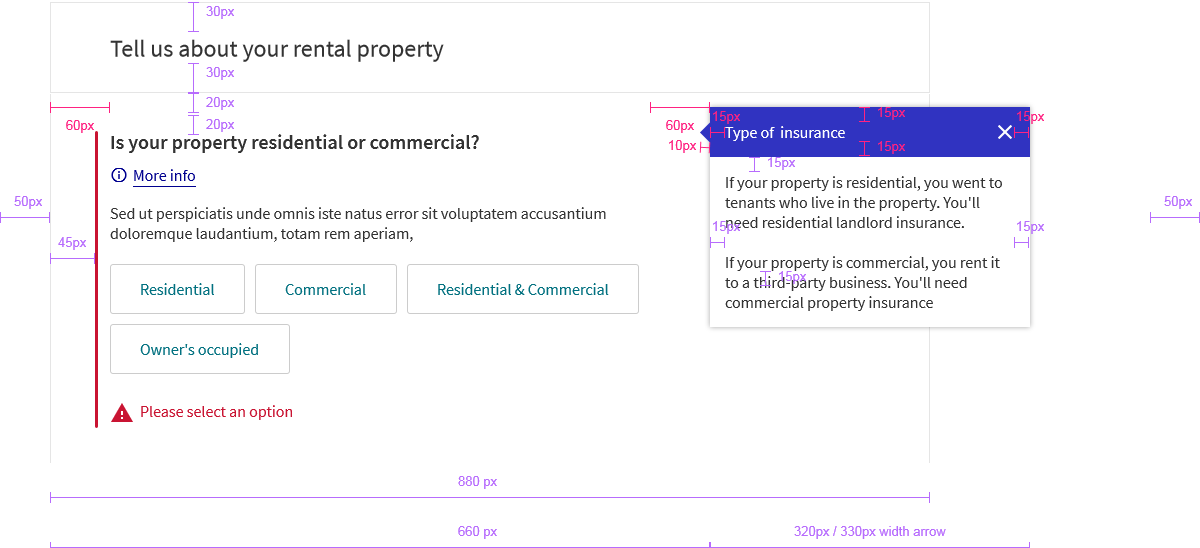 30px
Tell us about your rental property
30px
20px
20px
60px
60px
10px
15px
15px
15px
Type of insurance
15px
15px
Is your property residential or commercial?
More info
Sed ut perspiciatis unde omnis iste natus error sit voluptatem accusantium
doloremque laudantium, totam rem aperiam,
50px
45px
Residential
Commercial
Residential & Commercial
Owner's occupied
Please select an option
If your property is residential, you went to
tenants who live in the property. You'll
need residential landlord insurance.
15px
15px
50px
If your property is commercial, you rent it
15px
to a third-party business. You'll need
commercial property insurance
880 px
660 px
320px / 330px width arrow